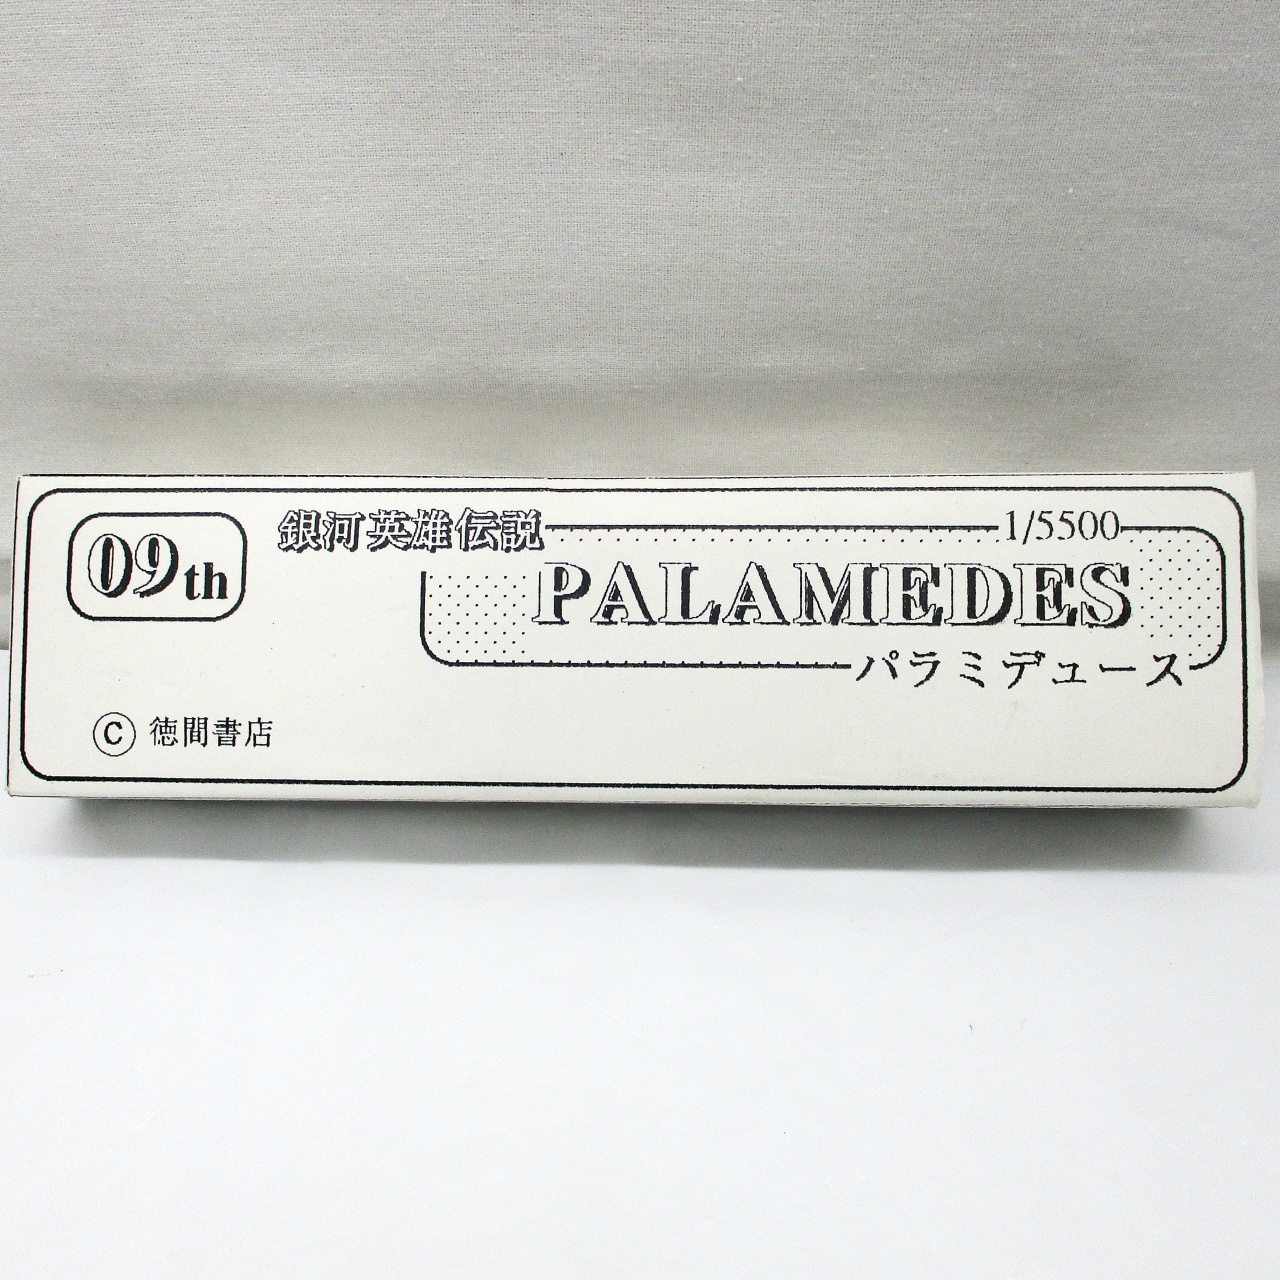 09th
銀河英雄伝説
1/5500
PALAMEDES
パラミデュース
Ⓒ 徳間書店